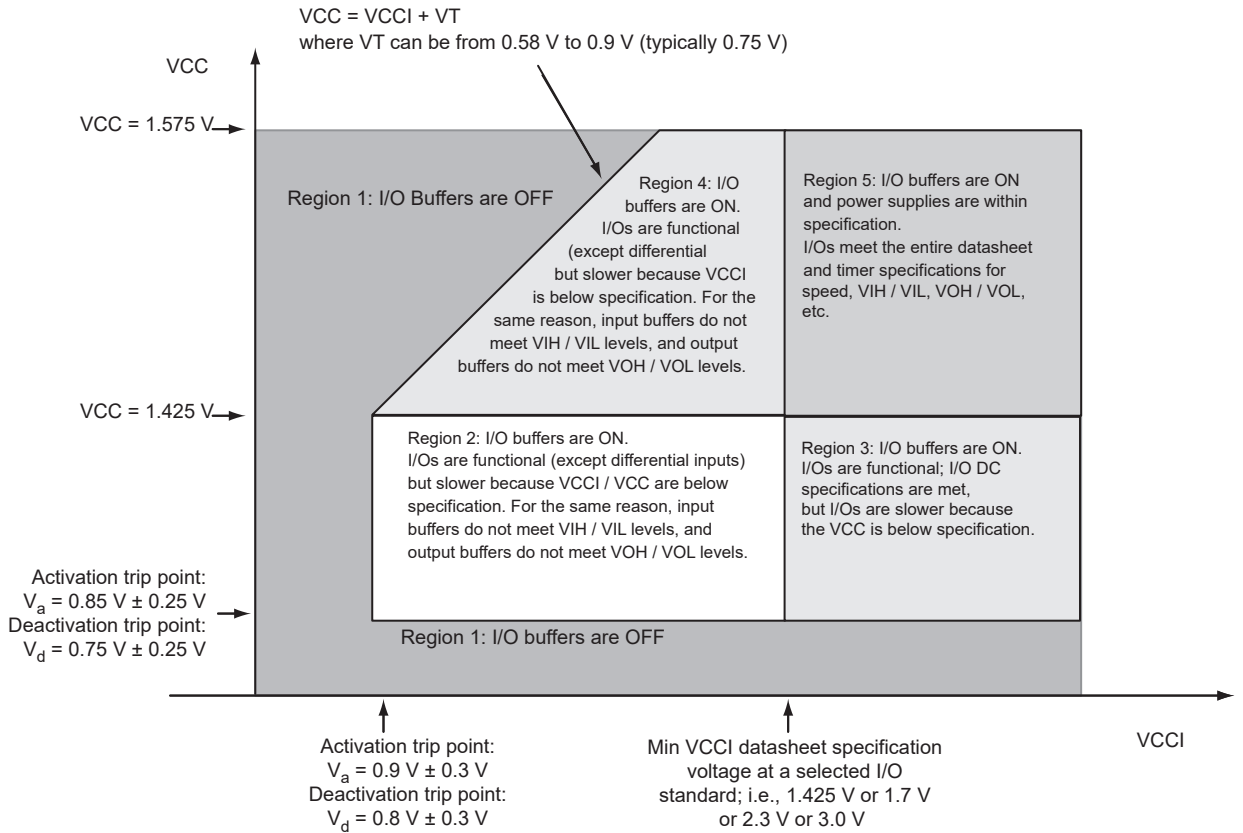 VCC = VCCI + VT
where VT can be from 0.58 V to 0.9 V (typically 0.75 V)
VCC
VCC = 1.575 V
Region 1: I/O Buffers are OFF
Region 4: I/O
buffers are ON.
I/Os are functional
(except differential
but slower because VCCI
is below specification. For the
same reason, input buffers do not
meet VIH / VIL levels, and output
buffers do not meet VOH / VOL levels.
Region 5: I/O buffers are ON
and power supplies are within
specification.
I/Os meet the entire datasheet
and timer specifications for
speed, VIH / VIL, VOH / VOL,
etc.
VCC = 1.425 V
Region 2: I/O buffers are ON.
I/Os are functional (except differential inputs)
but slower because VCCI / VCC are below
specification. For the same reason, input
buffers do not meet VIH / VIL levels, and
output buffers do not meet VOH / VOL levels.
Region 3: I/O buffers are ON.
I/Os are functional; I/O DC
specifications are met,
but I/Os are slower because
the VCC is below specification.
Activation trip point:
Va = 0.85 V ± 0.25 V
Deactivation trip point:
Vd = 0.75 V ± 0.25 V
Region 1: I/O buffers are OFF
VCCI
Activation trip point:
Va = 0.9 V ± 0.3 V
Deactivation trip point:
Vd = 0.8 V ± 0.3 V
Min VCCI datasheet specification
voltage at a selected I/O
standard; i.e., 1.425 V or 1.7 V
or 2.3 V or 3.0 V